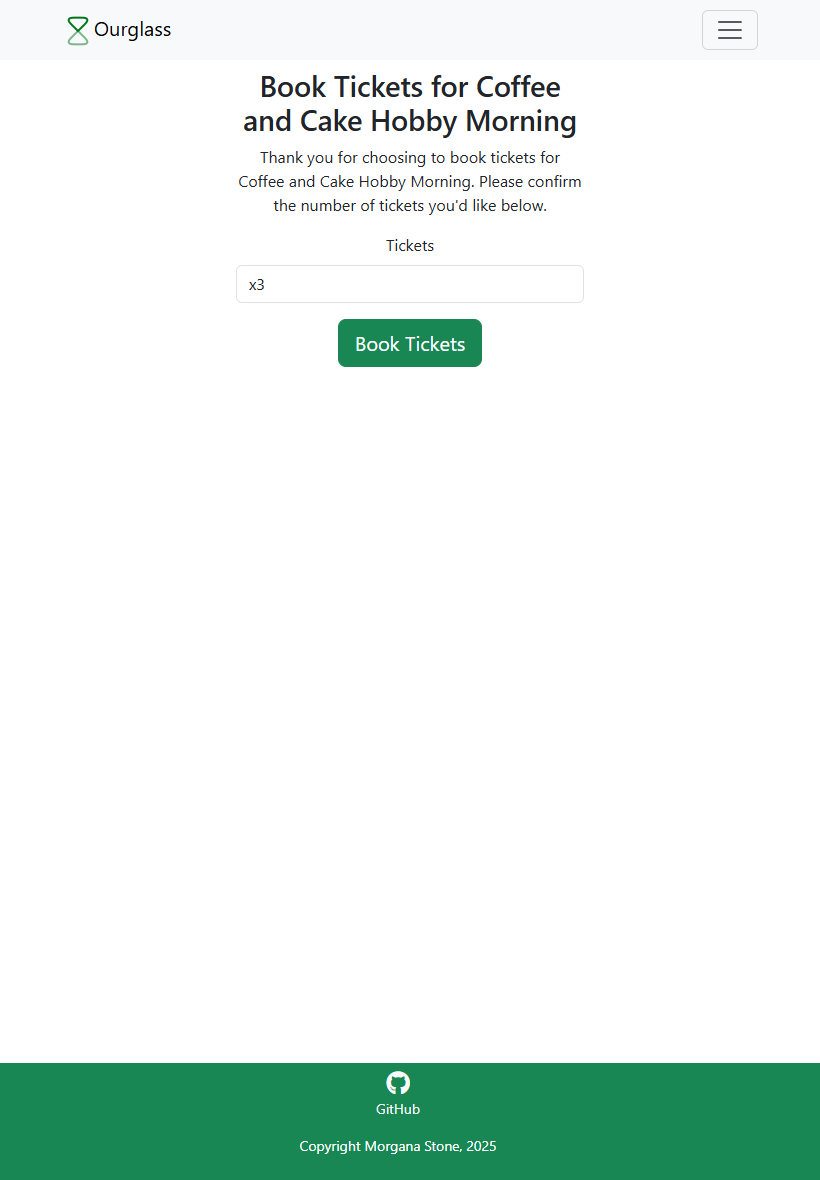 Ourglass
Book Tickets for Coffee
and Cake Hobby Morning
Thank you for choosing to book tickets for
Coffee and Cake Hobby Morning. Please confirm
the number of tickets you'd like below.
Tickets
x3
Book Tickets
GitHub
Copyright Morgana Stone, 2025